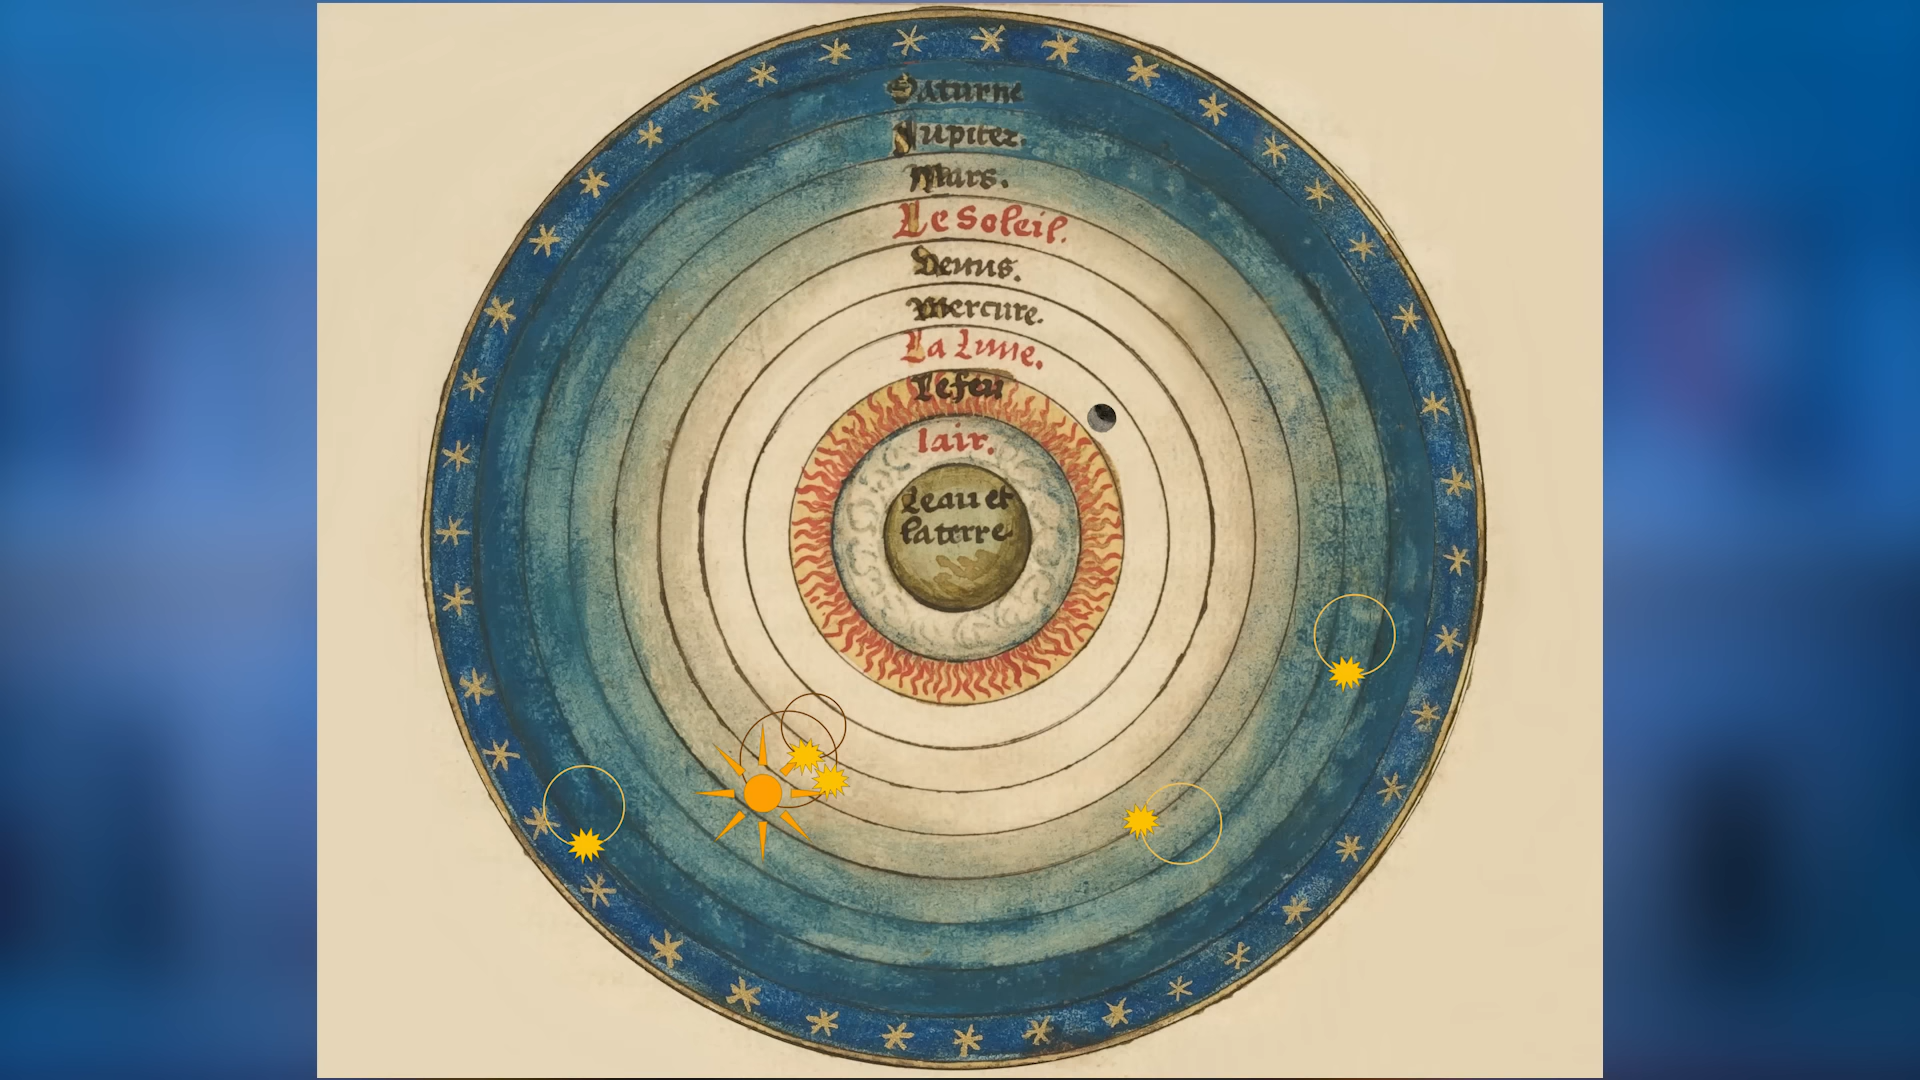 Saturne
Jupiter.
Mars.
Le Soleil.
Venus.
Mercure.
La Lune.
Le feu
lair.
Leau et
la terre